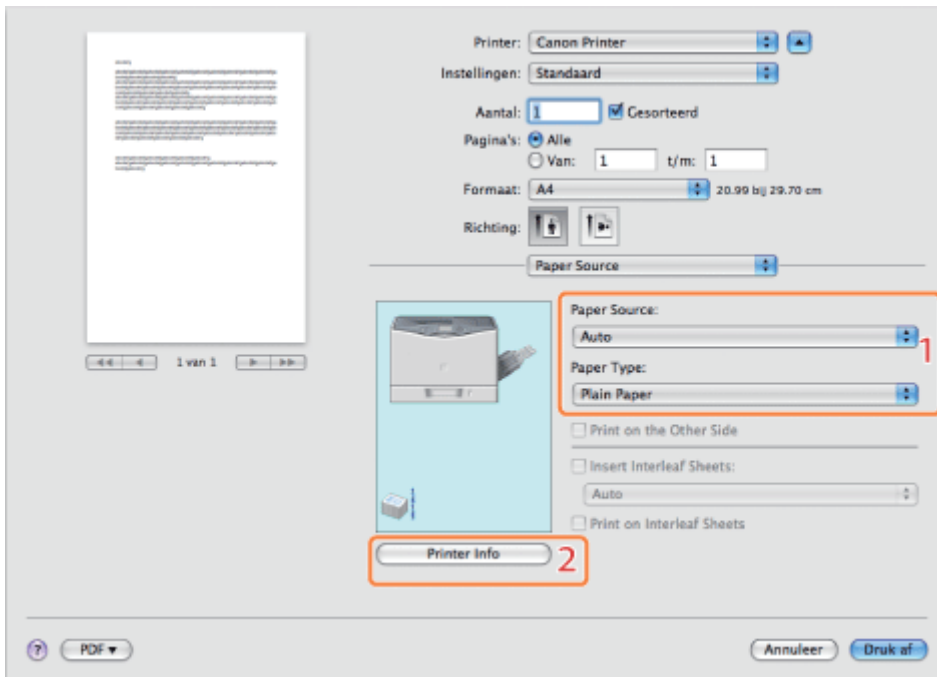 Printer: Canon Printer
Instellingen: Standaard
Aantal: 1 Gesorteerd
Pagina's: Alle
Van: 1 t/m: 1
Formaat: A4 20.99 bij 29.70 cm
Richting:
Paper Source
Paper Source:
Auto
1
Paper Type:
Plain Paper
Print on the Other Side
Insert Interleaf Sheets:
Auto
Print on Interleaf Sheets
1 van 1
Printer Info 2
? PDF Annuleer Druk af